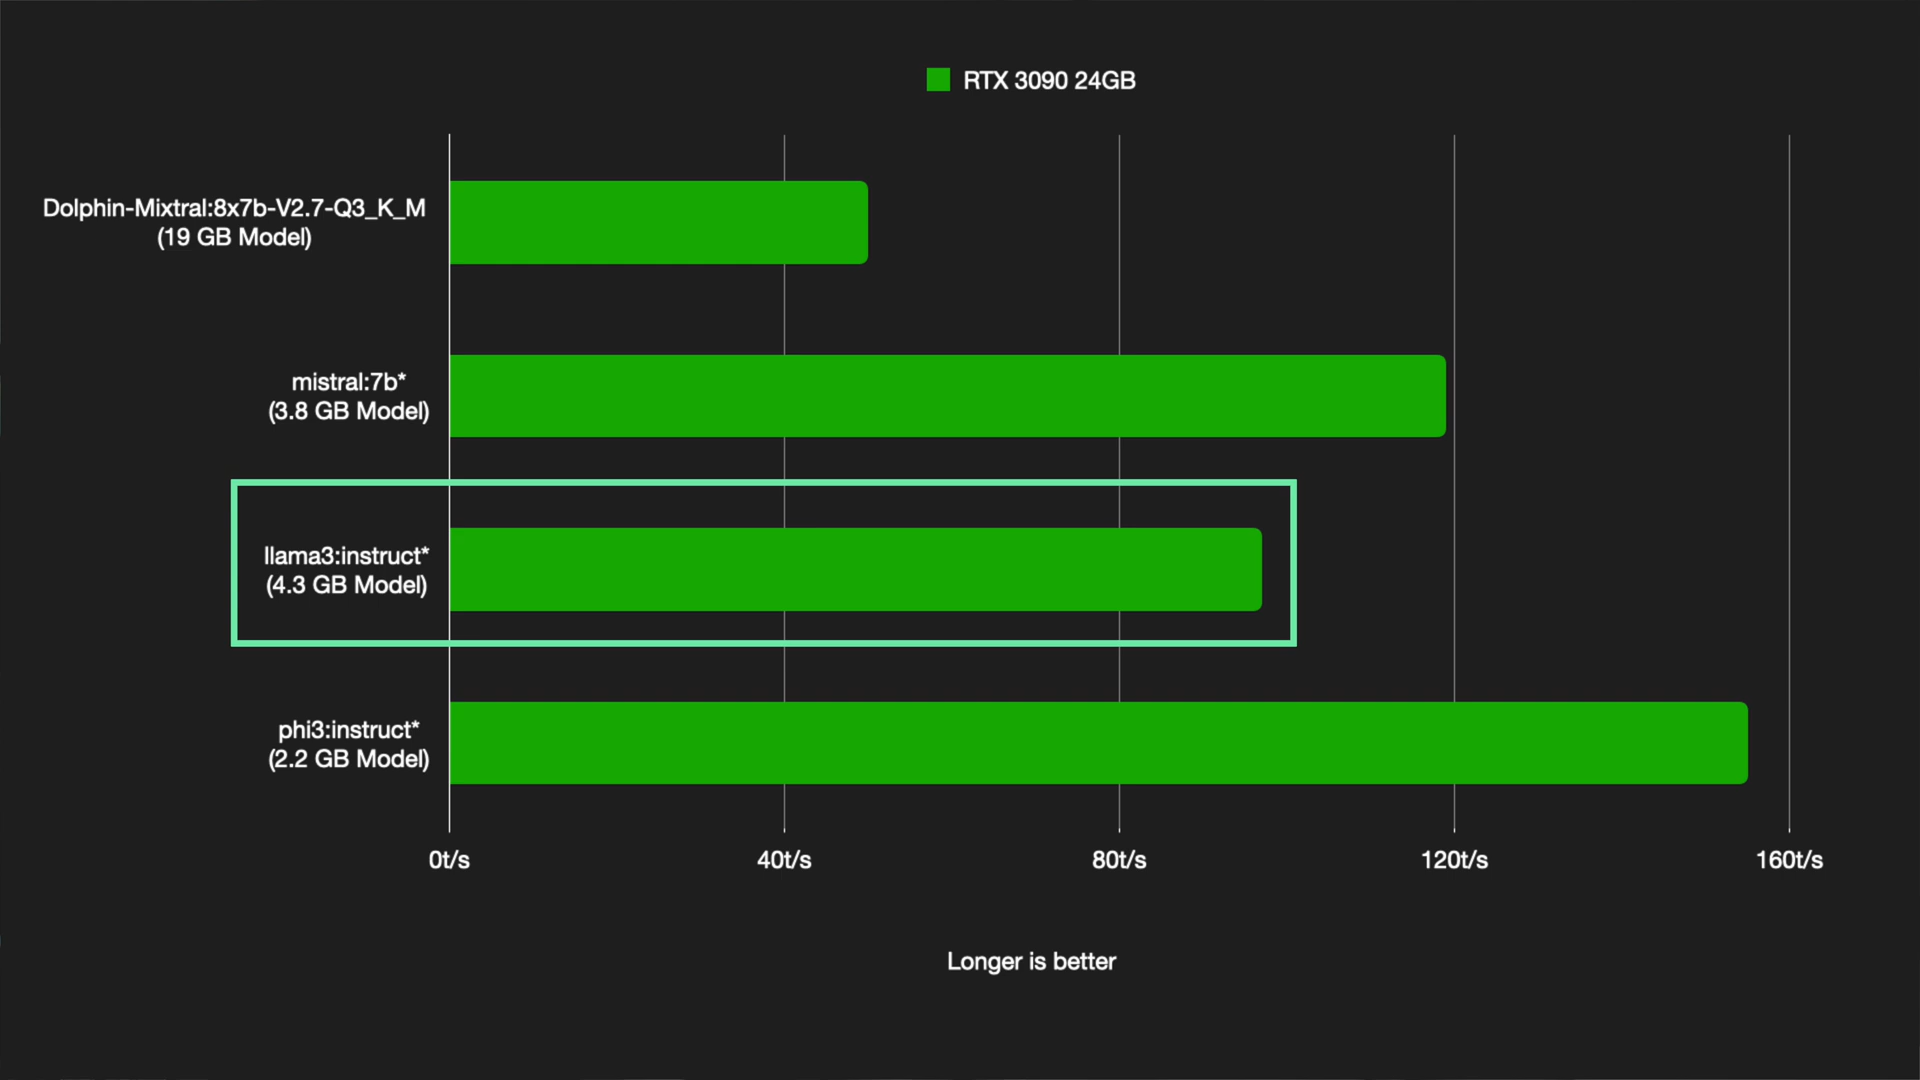 RTX 3090 24GB
Dolphin-Mixtral:8x7b-V2.7-Q3_K_M
(19 GB Model)
mistral:7b*
(3.8 GB Model)
llama3:instruct*
(4.3 GB Model)
phi3:instruct*
(2.2 GB Model)
0t/s 40t/s 80t/s 120t/s 160t/s
Longer is better